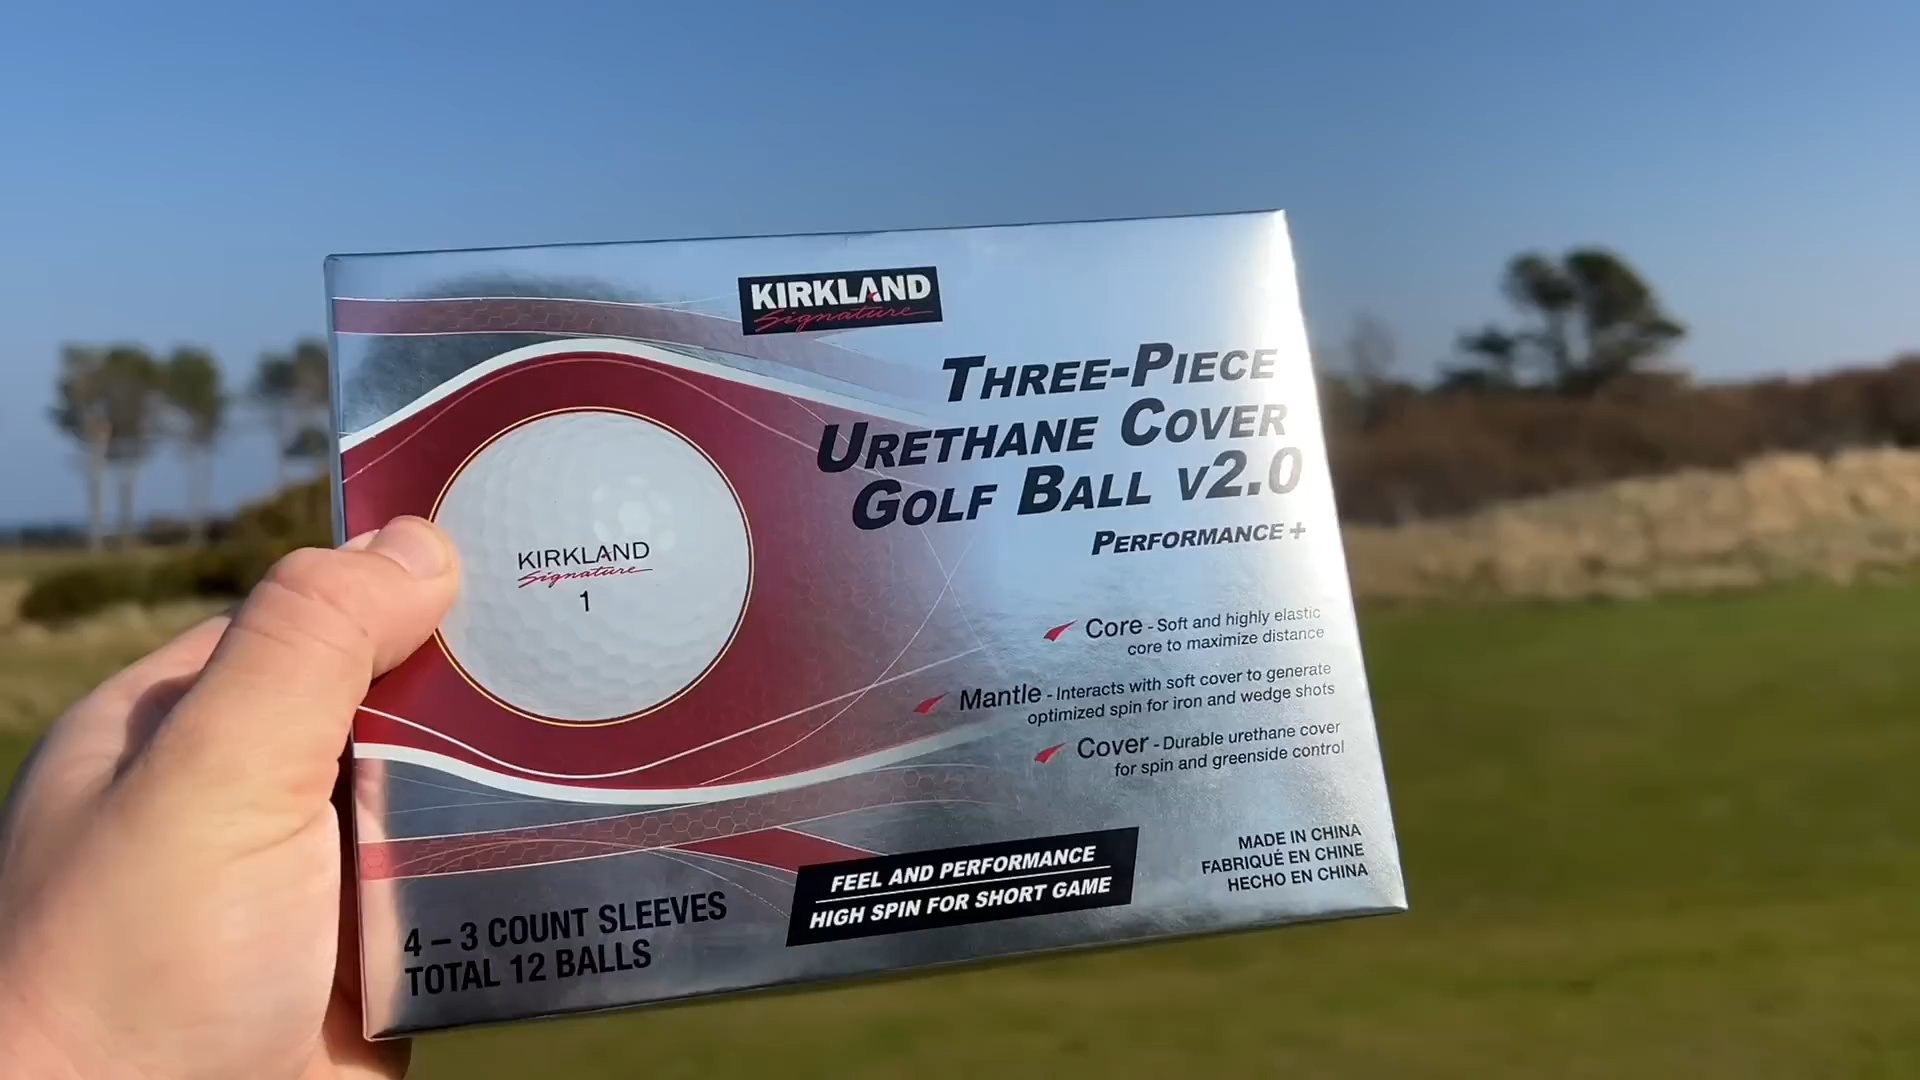 KIRKLAND
Signature
THREE-PIECE
URETHANE COVER
GOLF BALL V2.0
PERFORMANCE+
KIRKLAND
Signature
1
Core - Soft and highly elastic
core to maximize distance
Mantle - Interacts with soft cover to generate
optimized spin for iron and wedge shots
Cover - Durable urethane cover
for spin and greenside control
FEEL AND PERFORMANCE
HIGH SPIN FOR SHORT GAME
MADE IN CHINA
FABRIQUÉ EN CHINE
HECHO EN CHINA
4 – 3 COUNT SLEEVES
TOTAL 12 BALLS